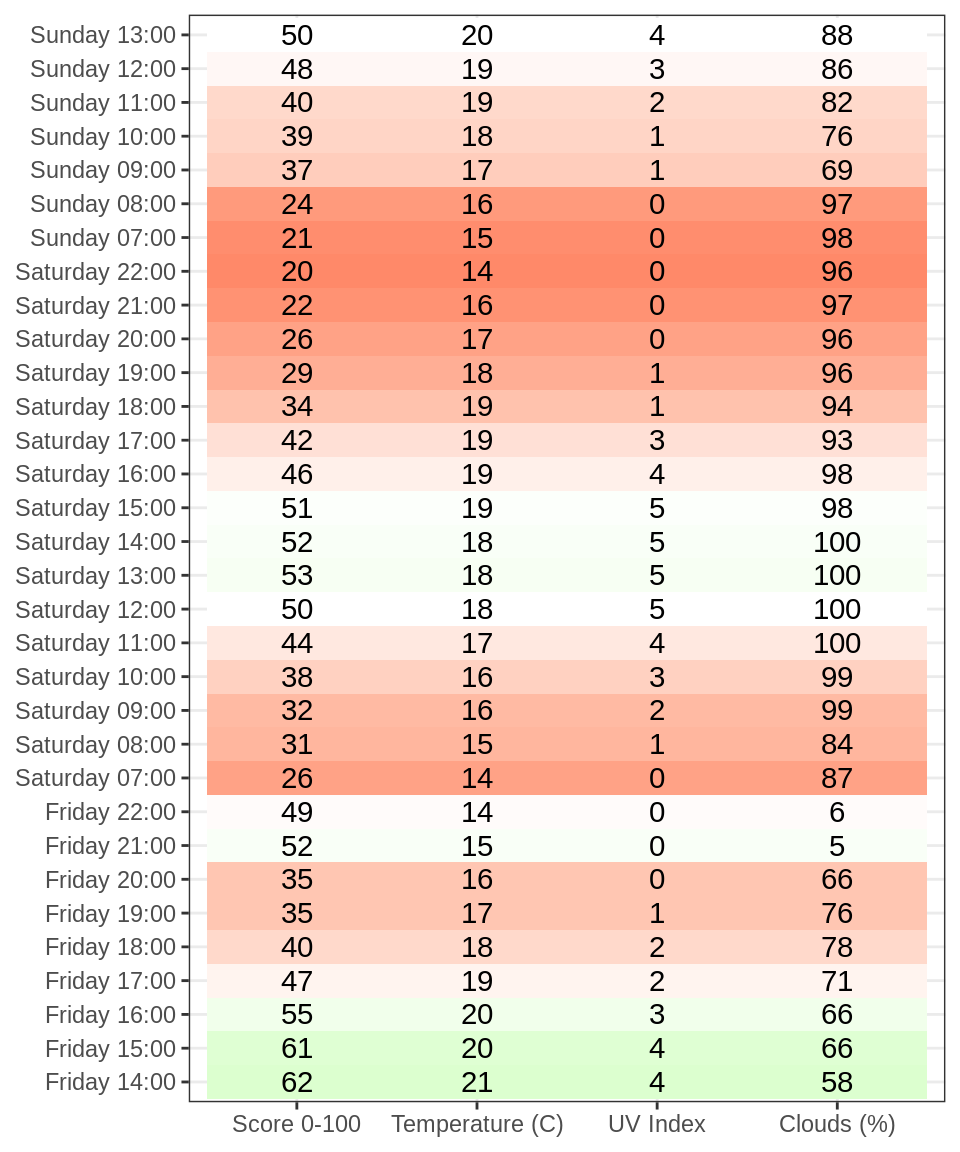 Sunday 13:00 50 20 4 88
Sunday 12:00 48 19 3 86
Sunday 11:00 40 19 2 82
Sunday 10:00 39 18 1 76
Sunday 09:00 37 17 1 69
Sunday 08:00 24 16 0 97
Sunday 07:00 21 15 0 98
Saturday 22:00 20 14 0 96
Saturday 21:00 22 16 0 97
Saturday 20:00 26 17 0 96
Saturday 19:00 29 18 1 96
Saturday 18:00 34 19 1 94
Saturday 17:00 42 19 3 93
Saturday 16:00 46 19 4 98
Saturday 15:00 51 19 5 98
Saturday 14:00 52 18 5 100
Saturday 13:00 53 18 5 100
Saturday 12:00 50 18 5 100
Saturday 11:00 44 17 4 100
Saturday 10:00 38 16 3 99
Saturday 09:00 32 16 2 99
Saturday 08:00 31 15 1 84
Saturday 07:00 26 14 0 87
Friday 22:00 49 14 0 6
Friday 21:00 52 15 0 5
Friday 20:00 35 16 0 66
Friday 19:00 35 17 1 76
Friday 18:00 40 18 2 78
Friday 17:00 47 19 2 71
Friday 16:00 55 20 3 66
Friday 15:00 61 20 4 66
Friday 14:00 62 21 4 58
Score 0-100 Temperature (C) UV Index Clouds (%)